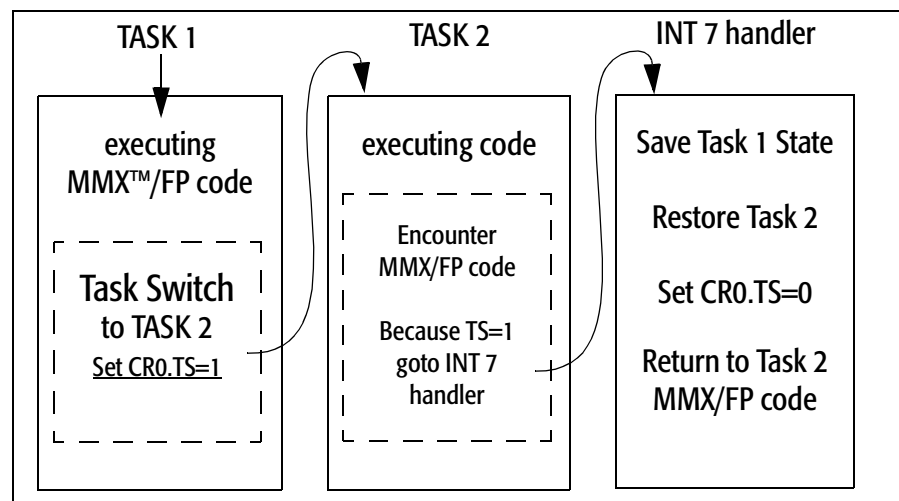 TASK 1
executing
MMX™/FP code
Task Switch
to TASK 2
Set CR0.TS=1
TASK 2
executing code
Encounter
MMX/FP code
Because TS=1
goto INT 7
handler
INT 7 handler
Save Task 1 State
Restore Task 2
Set CR0.TS=0
Return to Task 2
MMX/FP code